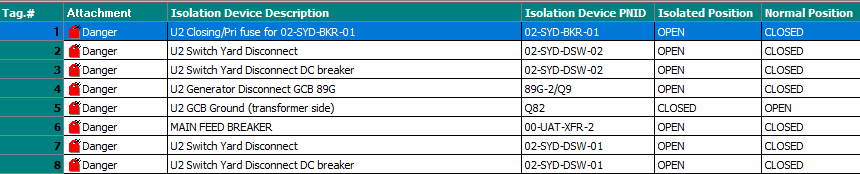 Tag.# Attachment Isolation Device Description Isolation Device PNID Isolated Position Normal Position
1 Danger U2 Closing/Pri fuse for 02-SYD-BKR-01 02-SYD-BKR-01 OPEN CLOSED
2 Danger U2 Switch Yard Disconnect 02-SYD-DSW-02 OPEN CLOSED
3 Danger U2 Switch Yard Disconnect DC breaker 02-SYD-DSW-02 OPEN CLOSED
4 Danger U2 Generator Disconnect GCB 89G 89G-2/Q9 OPEN CLOSED
5 Danger U2 GCB Ground (transformer side) Q82 CLOSED OPEN
6 Danger MAIN FEED BREAKER 00-UAT-XFR-2 OPEN CLOSED
7 Danger U2 Switch Yard Disconnect 02-SYD-DSW-01 OPEN CLOSED
8 Danger U2 Switch Yard Disconnect DC breaker 02-SYD-DSW-01 OPEN CLOSED